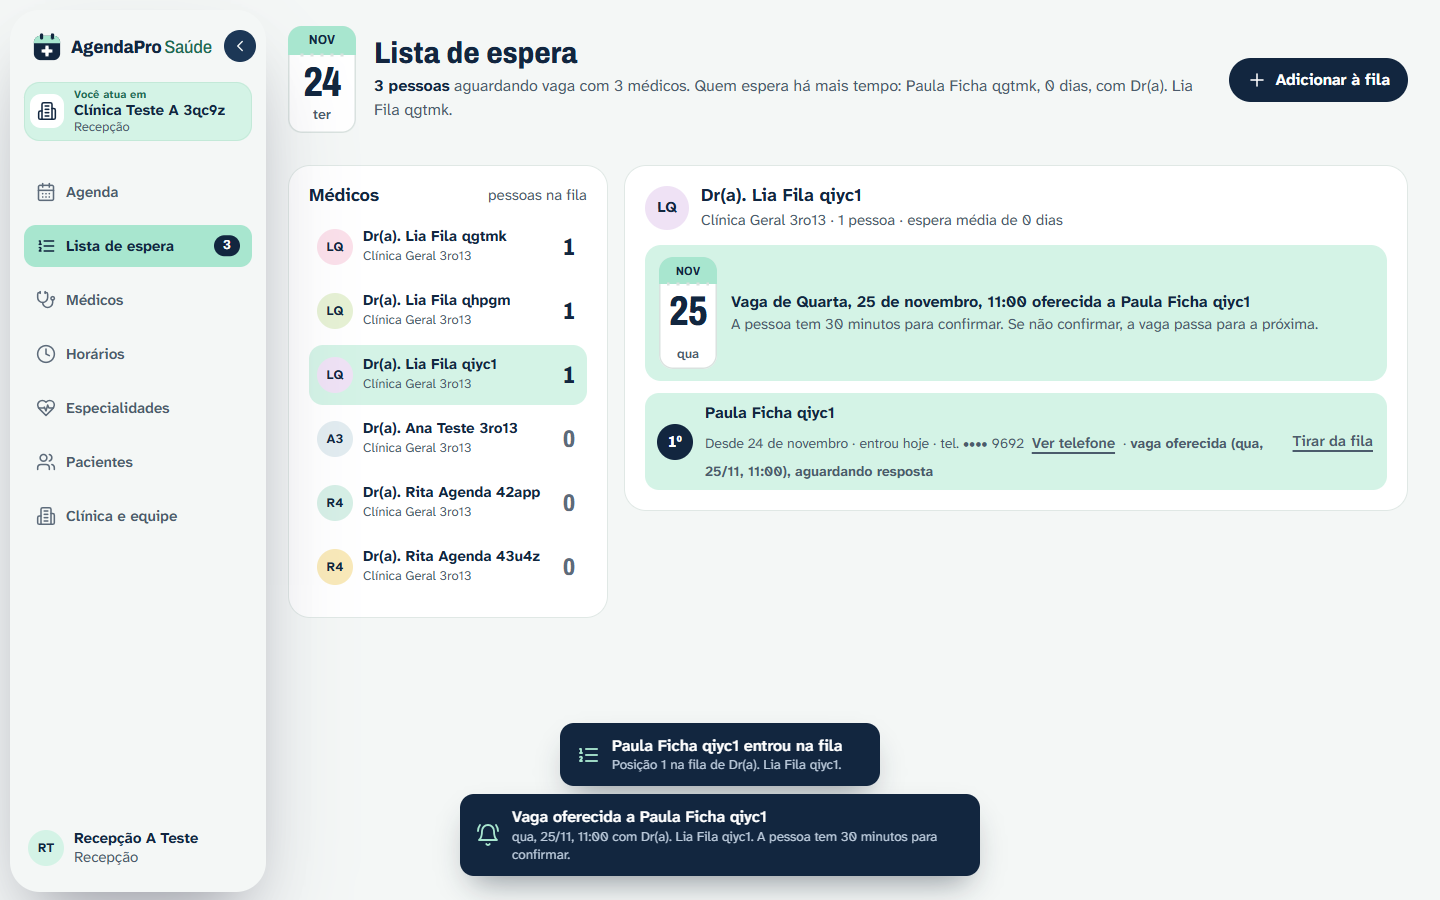 AgendaPro Saúde
Você atua em
Clínica Teste A 3qc9z
Recepção
Agenda
Lista de espera 3
Médicos
Horários
Especialidades
Pacientes
Clínica e equipe
RT
Recepção A Teste
Recepção
NOV
24
ter
Lista de espera
3 pessoas aguardando vaga com 3 médicos. Quem espera há mais tempo: Paula Ficha qgtmk, 0 dias, com Dr(a). Lia
Fila qgtmk.
Adicionar à fila
Médicos pessoas na fila
LQ
Dr(a). Lia Fila qgtmk
Clínica Geral 3ro13
1
LQ
Dr(a). Lia Fila qhpgm
Clínica Geral 3ro13
1
LQ
Dr(a). Lia Fila qiyc1
Clínica Geral 3ro13
1
A3
Dr(a). Ana Teste 3ro13
Clínica Geral 3ro13
0
R4
Dr(a). Rita Agenda 42app
Clínica Geral 3ro13
0
R4
Dr(a). Rita Agenda 43u4z
Clínica Geral 3ro13
0
LQ
Dr(a). Lia Fila qiyc1
Clínica Geral 3ro13 · 1 pessoa · espera média de 0 dias
NOV
25
qua
Vaga de Quarta, 25 de novembro, 11:00 oferecida a Paula Ficha qiyc1
A pessoa tem 30 minutos para confirmar. Se não confirmar, a vaga passa para a próxima.
1º
Paula Ficha qiyc1
Desde 24 de novembro · entrou hoje · tel. •••• 9692 Ver telefone · vaga oferecida (qua,
25/11, 11:00), aguardando resposta
Tirar da fila
Paula Ficha qiyc1 entrou na fila
Posição 1 na fila de Dr(a). Lia Fila qiyc1.
Vaga oferecida a Paula Ficha qiyc1
qua, 25/11, 11:00 com Dr(a). Lia Fila qiyc1. A pessoa tem 30 minutos para
confirmar.